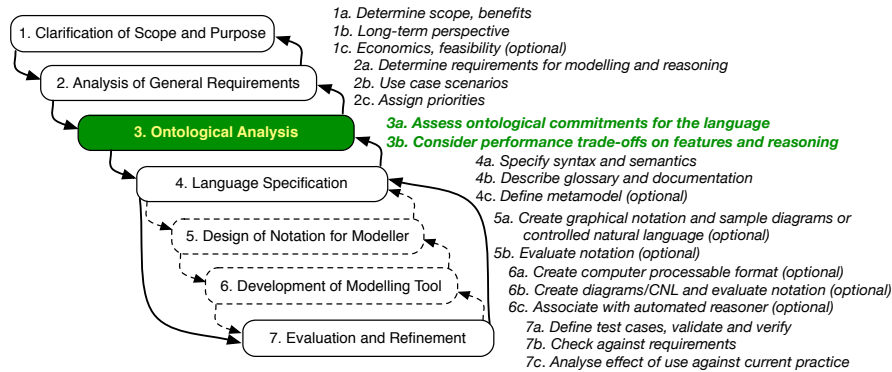 1. Clarification of Scope and Purpose
1a. Determine scope, benefits
1b. Long-term perspective
1c. Economics, feasibility (optional)
2. Analysis of General Requirements
2a. Determine requirements for modelling and reasoning
2b. Use case scenarios
2c. Assign priorities
3. Ontological Analysis
3a. Assess ontological commitments for the language
3b. Consider performance trade-offs on features and reasoning
4. Language Specification
4a. Specify syntax and semantics
4b. Describe glossary and documentation
4c. Define metamodel (optional)
5. Design of Notation for Modeller
5a. Create graphical notation and sample diagrams or
controlled natural language (optional)
5b. Evaluate notation (optional)
6. Development of Modelling Tool
6a. Create computer processable format (optional)
6b. Create diagrams/CNL and evaluate notation (optional)
6c. Associate with automated reasoner (optional)
7. Evaluation and Refinement
7a. Define test cases, validate and verify
7b. Check against requirements
7c. Analyse effect of use against current practice